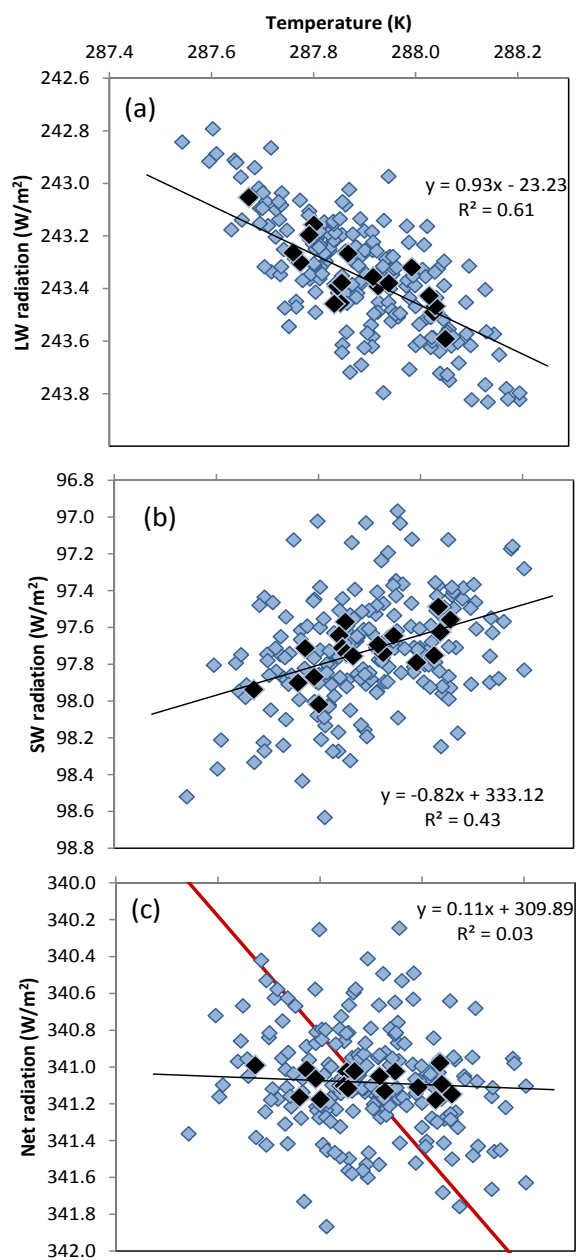 Temperature (K)
287.4 287.6 287.8 288.0 288.2
242.6
242.8
243.0
243.2
243.4
243.6
243.8
LW radiation (W/m²)
(a)
y = 0.93x - 23.23
R² = 0.61
96.8
97.0
97.2
97.4
97.6
97.8
98.0
98.2
98.4
98.6
98.8
SW radiation (W/m²)
(b)
y = -0.82x + 333.12
R² = 0.43
340.0
340.2
340.4
340.6
340.8
341.0
341.2
341.4
341.6
341.8
342.0
Net radiation (W/m²)
(c)
y = 0.11x + 309.89
R² = 0.03